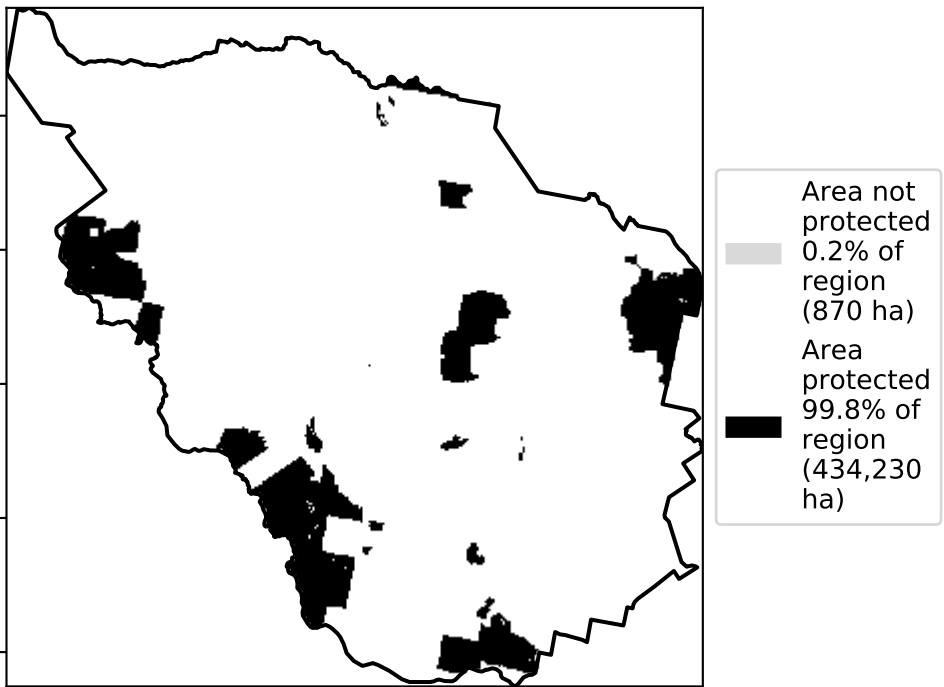 Area not
protected
0.2% of
region
(870 ha)
Area
protected
99.8% of
region
(434,230
ha)